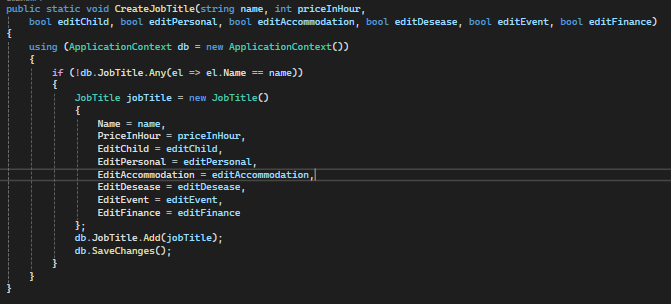 public static void CreateJobTitle(string name, int priceInHour,
bool editChild, bool editPersonal, bool editAccommodation, bool editDesease, bool editEvent, bool editFinance)
{
using (ApplicationContext db = new ApplicationContext())
{
if (!db.JobTitle.Any(el => el.Name == name))
{
JobTitle jobTitle = new JobTitle()
{
Name = name,
PriceInHour = priceInHour,
EditChild = editChild,
EditPersonal = editPersonal,
EditAccommodation = editAccommodation,
EditDesease = editDesease,
EditEvent = editEvent,
EditFinance = editFinance
};
db.JobTitle.Add(jobTitle);
db.SaveChanges();
}
}
}